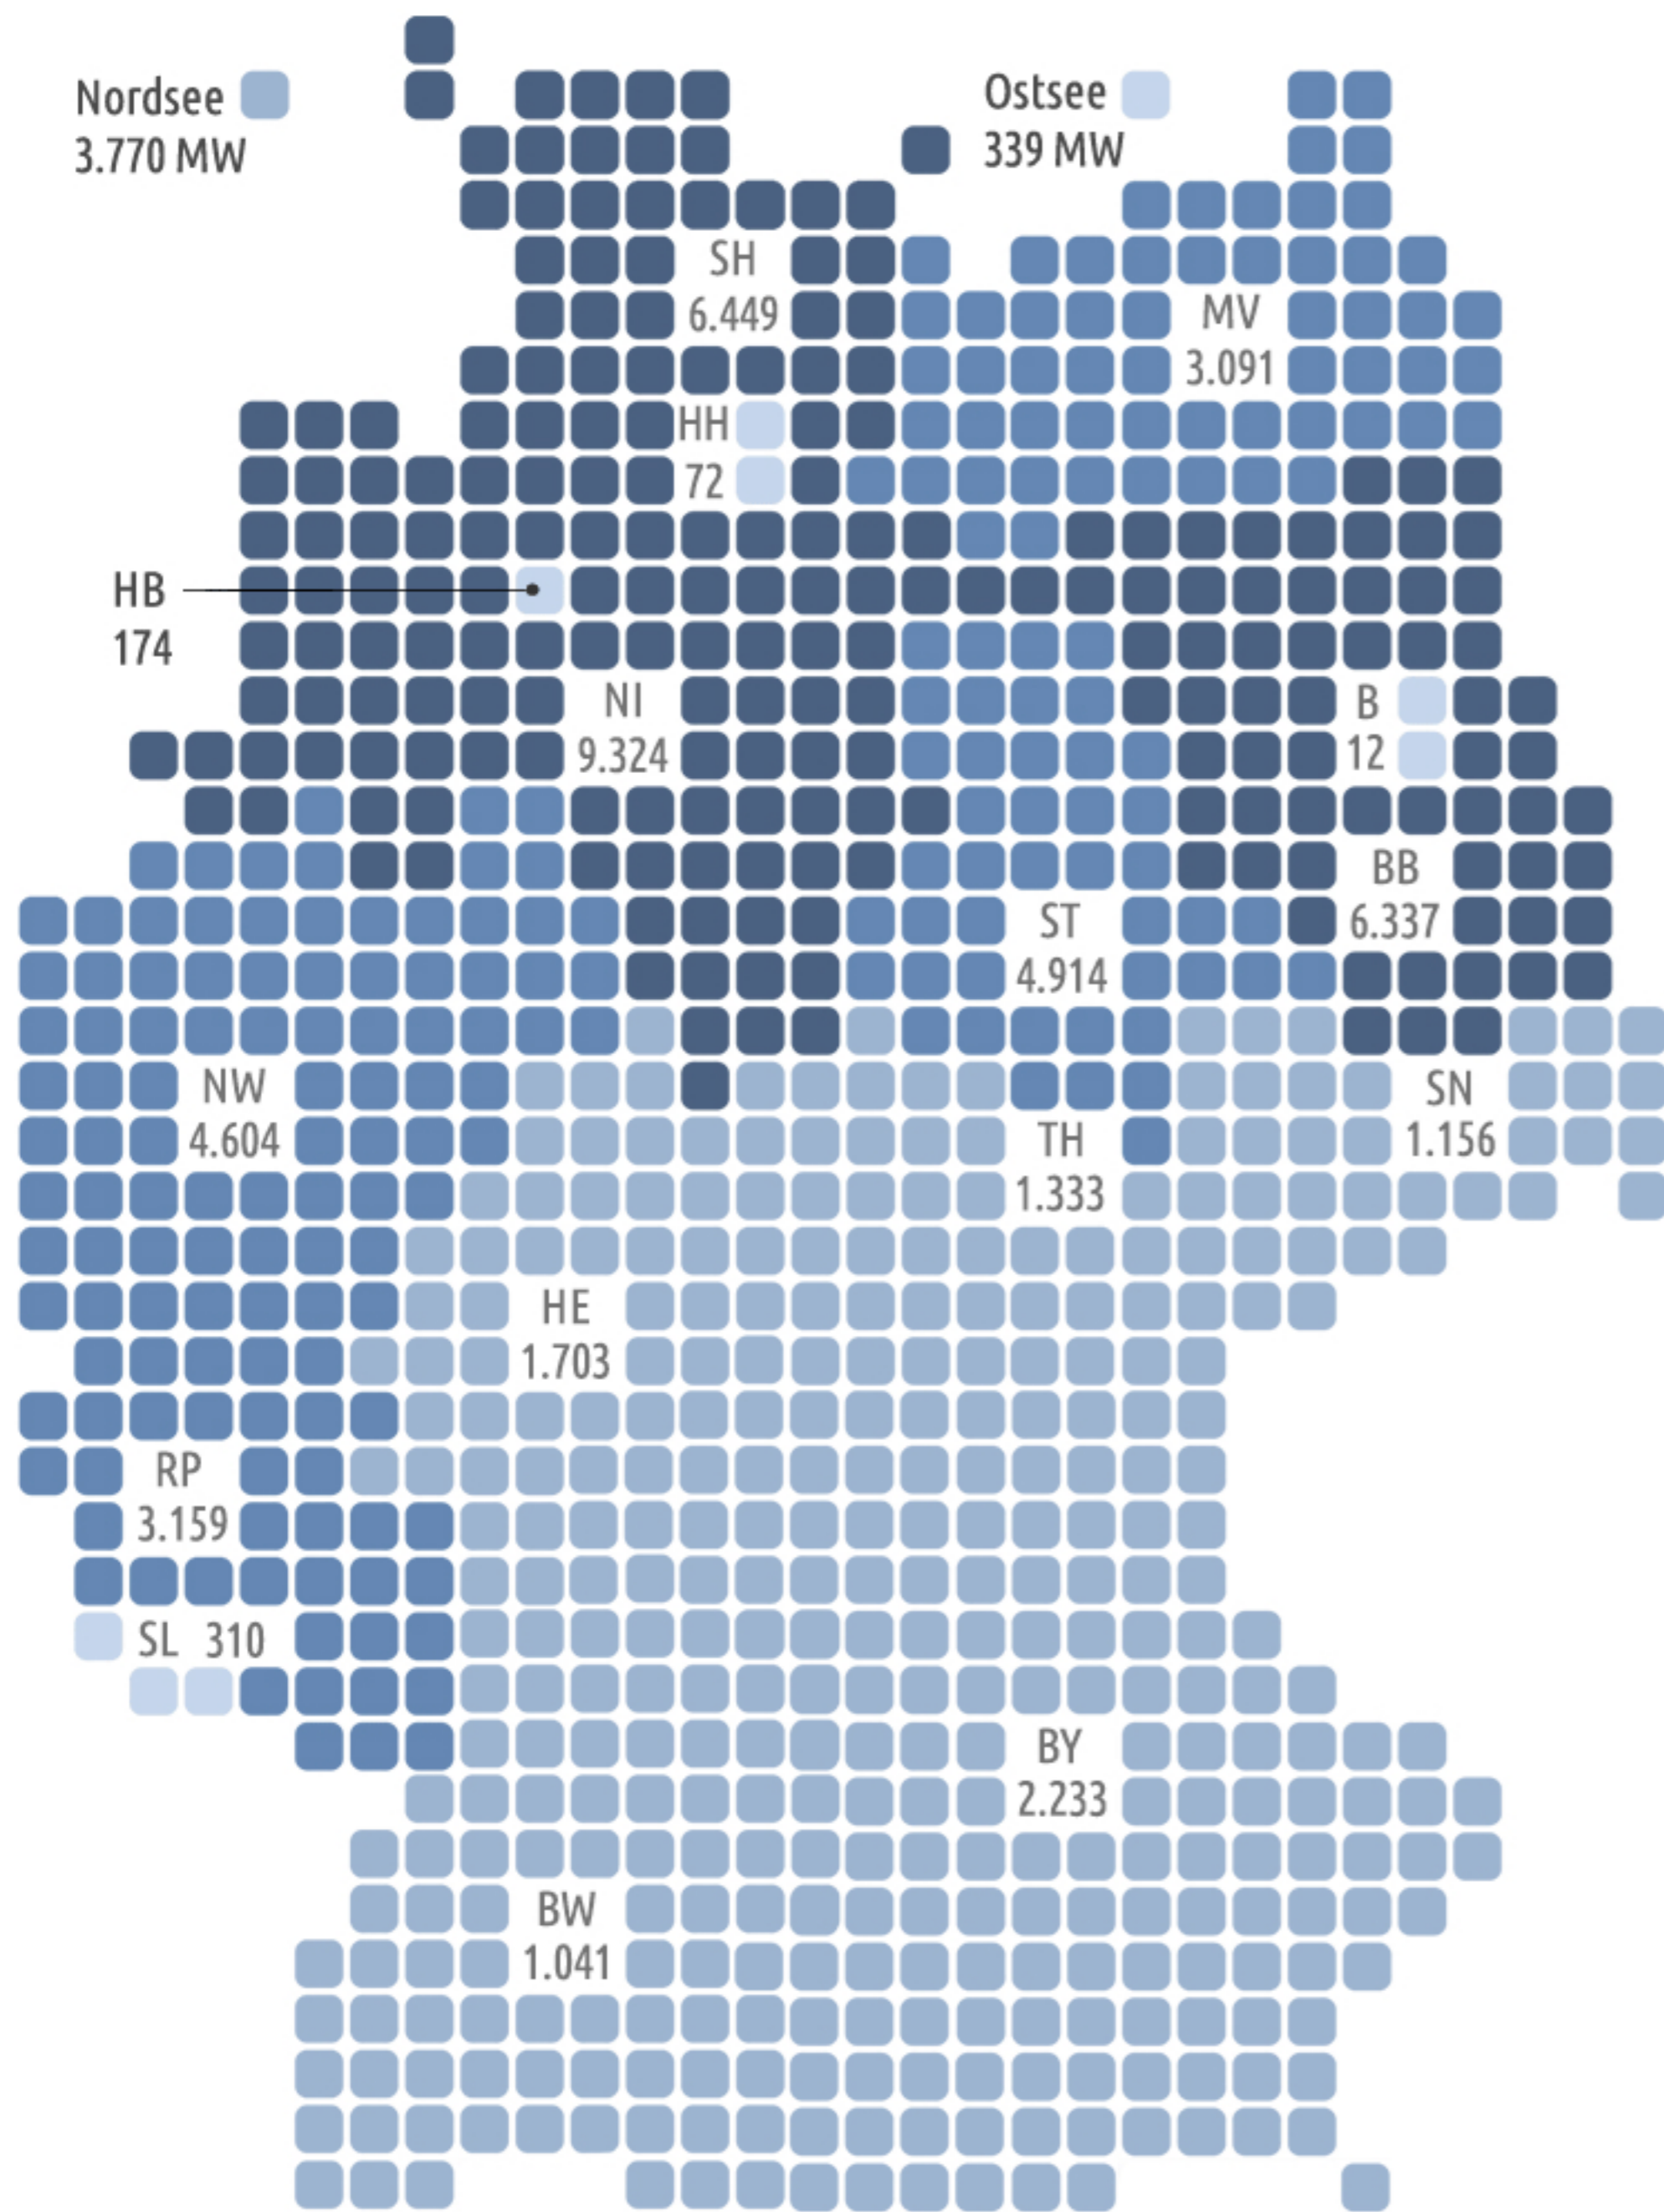 Nordsee
3.770 MW
Ostsee
339 MW
SH
6.449
MV
3.091
HH
72
HB
174
NI
9.324
B
12
BB
6.337
ST
4.914
NW
4.604
SN
1.156
TH
1.333
HE
1.703
RP
3.159
SL 310
BY
2.233
BW
1.041